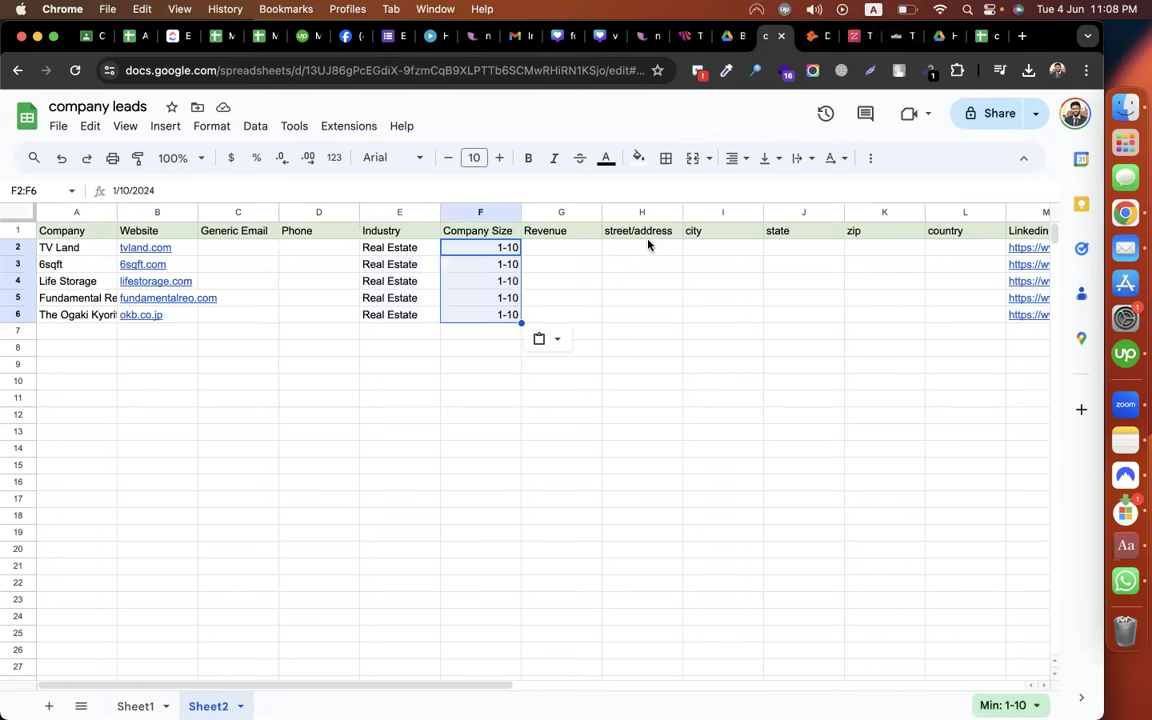 Chrome File Edit View History Bookmarks Profiles Tab Window Help A Tue 4 Jun 11:08 PM
docs.google.com/spreadsheets/d/13UJ86gPcEGdiX-9fzmCqB9XLPTTb6SCMwRHiRN1KSjo/edit#...
company leads
Share
File Edit View Insert Format Data Tools Extensions Help
100% $ % .0 .00 123 Arial 10 B I A
F2:F6 fx 1/10/2024
A B C D E F G H I J K L M
1 Company Website Generic Email Phone Industry Company Size Revenue street/address city state zip country Linkedin
2 TV Land tvland.com Real Estate 1-10 https://w
3 6sqft 6sqft.com Real Estate 1-10 https://w
4 Life Storage lifestorage.com Real Estate 1-10 https://w
5 Fundamental Re fundamentalreo.com Real Estate 1-10 https://w
6 The Ogaki Kyorit okb.co.jp Real Estate 1-10 https://w
7
8
9
10
11
12
13
14
15
16
17
18
19
20
21
22
23
24
25
26
27
Sheet1 Sheet2 Min: 1-10